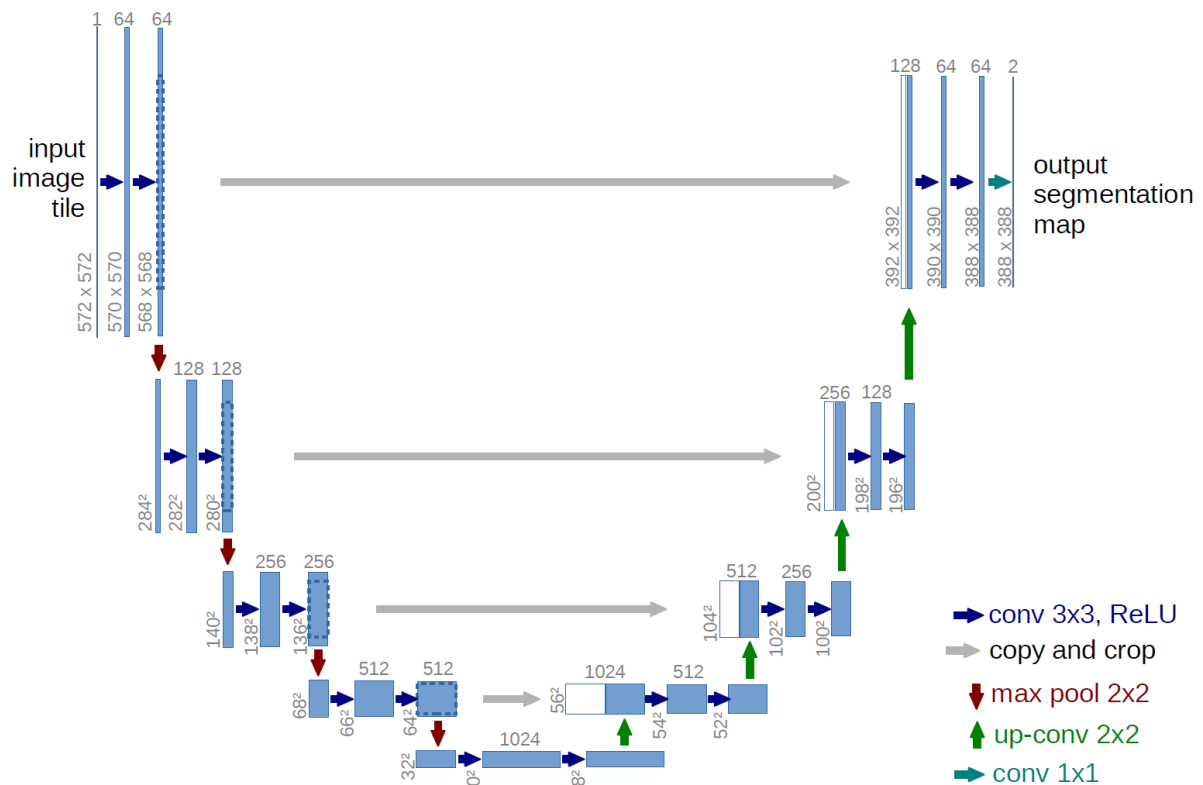 1 64 64
128 64 64 2
input
image
tile
output
segmentation
map
572 x 572
570 x 570
568 x 568
392 x 392
390 x 390
388 x 388
388 x 388
128 128
256 128
284²
282²
280²
200²
198²
196²
256 256
512 256
140²
138²
136²
104²
102²
100²
512 512
1024 512
68²
66²
64²
56²
54²
52²
1024
32²
conv 3x3, ReLU
copy and crop
max pool 2x2
up-conv 2x2
conv 1x1